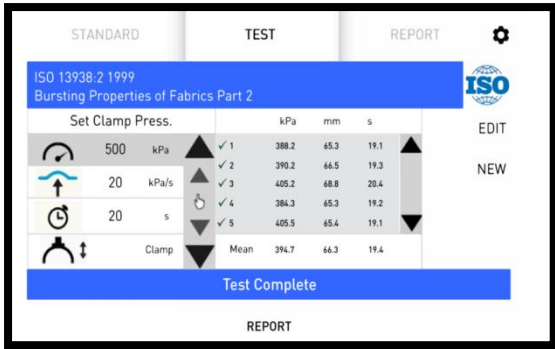 STANDARD TEST REPORT
ISO 13938:2 1999
Bursting Properties of Fabrics Part 2
ISO
Set Clamp Press.
kPa mm s
EDIT
500 kPa
✓ 1 388.2 65.3 19.1
✓ 2 390.2 66.5 19.3
NEW
20 kPa/s
✓ 3 405.2 68.8 20.4
✓ 4 384.3 65.3 19.2
20 s
✓ 5 405.5 65.4 19.1
Clamp
Mean 394.7 66.3 19.4
Test Complete
REPORT